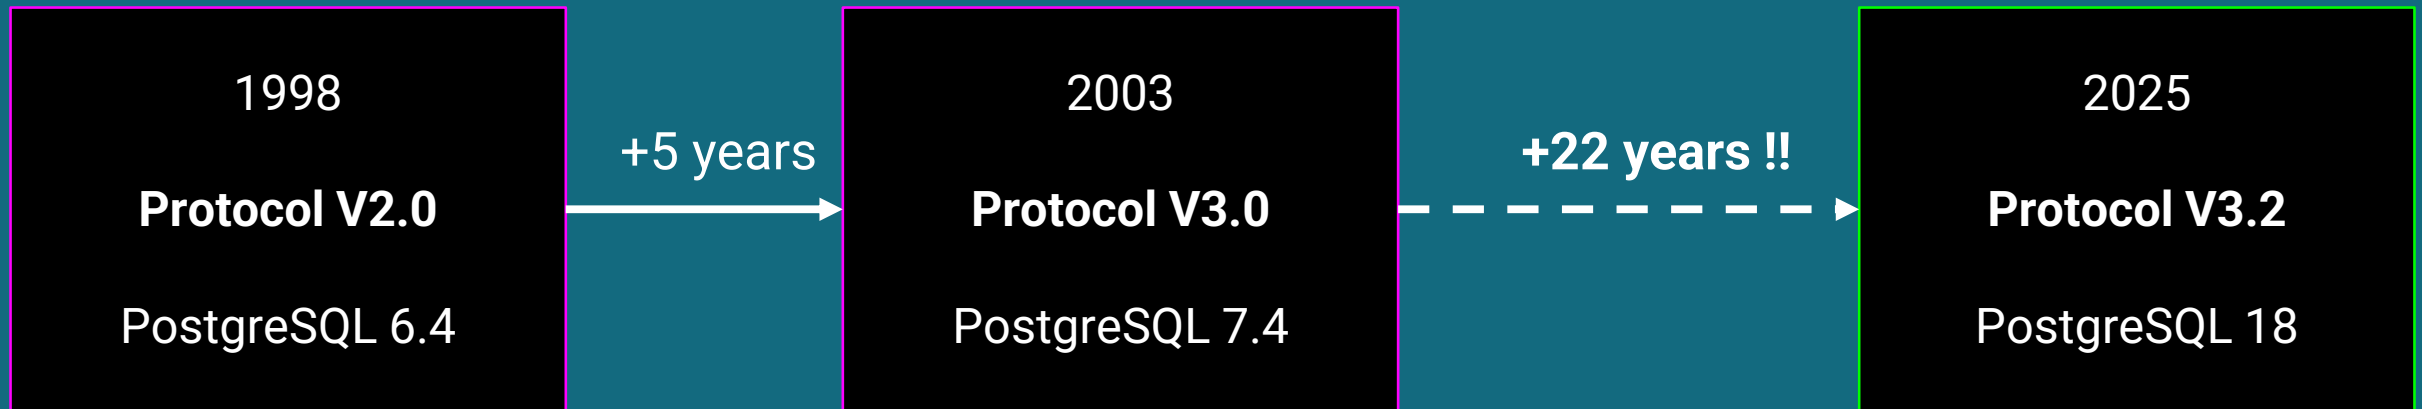 1998
Protocol V2.0
PostgreSQL 6.4
+5 years
2003
Protocol V3.0
PostgreSQL 7.4
+22 years !!
2025
Protocol V3.2
PostgreSQL 18